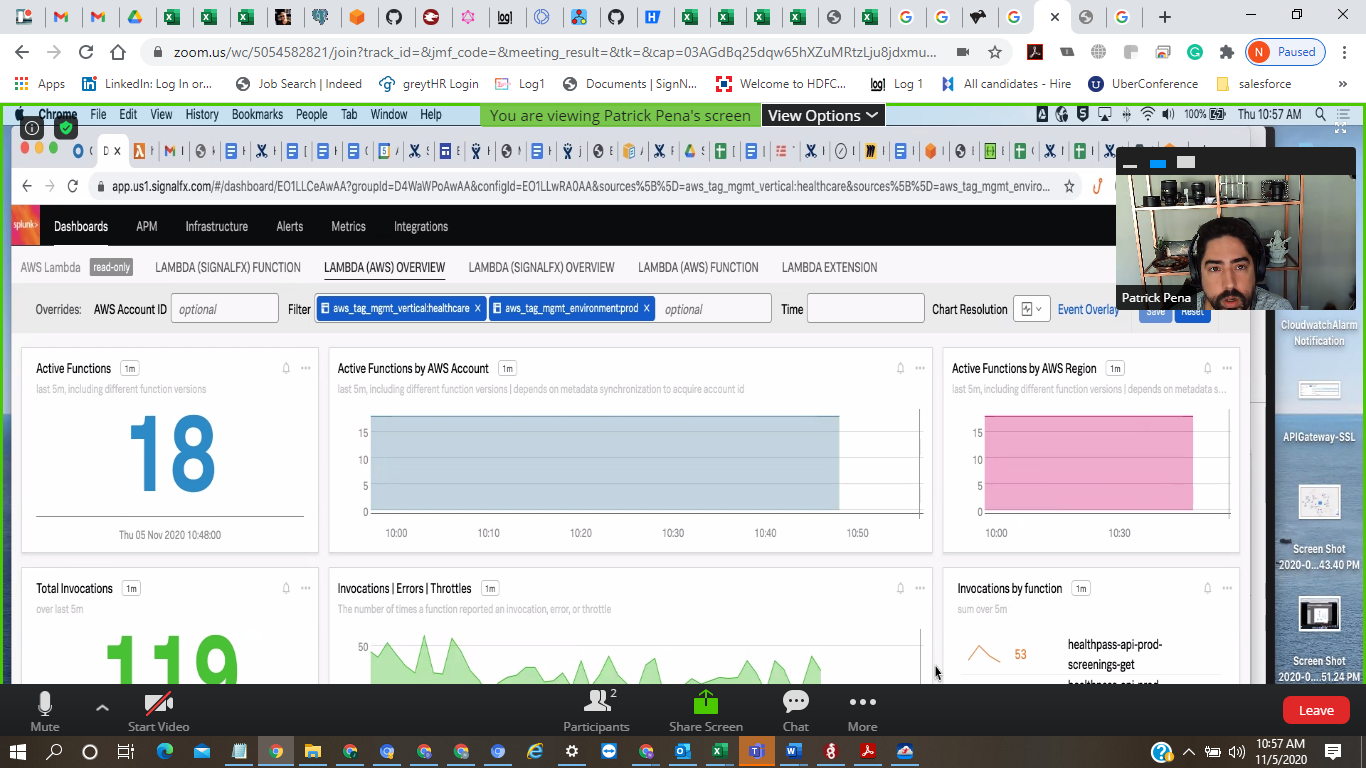 zoom.us/wc/5054582821/join?track_id=&jmf_code=&meeting_result=&tk=&cap=03AGdBq25dqw65hXZuMRtzLju8jdxmu...
N Paused
Apps LinkedIn: Log In or... Job Search | Indeed greytHR Login Log1 Documents | SignN... Welcome to HDFC... log! Log 1 All candidates - Hire UberConference salesforce »
Chrome File Edit View History Bookmarks People Tab Window Help You are viewing Patrick Pena's screen View Options 100% Thu 10:57 AM
app.us1.signalfx.com/#/dashboard/EO1LLCeAwAA?groupId=D4WaWPoAwAA&configId=EO1LLwRA0AA&sources%5B%5D=aws_tag_mgmt_vertical:healthcare&sources%5B%5D=aws_tag_mgmt_enviro...
splunk> Dashboards APM Infrastructure Alerts Metrics Integrations
AWS Lambda read-only LAMBDA (SIGNALFX) FUNCTION LAMBDA (AWS) OVERVIEW LAMBDA (SIGNALFX) OVERVIEW LAMBDA (AWS) FUNCTION LAMBDA EXTENSION
Patrick Pena
Overrides: AWS Account ID optional Filter aws_tag_mgmt_vertical:healthcare x aws_tag_mgmt_environment:prod x optional Time Chart Resolution Event Overlay Save Reset
CloudwatchAlarm
Notification
Active Functions 1m
last 5m, including different function versions
18
Thu 05 Nov 2020 10:48:00
Active Functions by AWS Account 1m
last 5m, including different function versions | depends on metadata synchronization to acquire account id
15
10
5
0
10:00 10:10 10:20 10:30 10:40 10:50
Active Functions by AWS Region 1m
last 5m, including different function versions | depends on metadata s...
15
10
5
0
10:00 10:30
APIGateway-SSL
Screen Shot
2020-0...43.40 PM
Total Invocations 1m
over last 5m
119
Invocations | Errors | Throttles 1m
The number of times a function reported an invocation, error, or throttle
50
Invocations by function 1m
sum over 5m
53 healthpass-api-prod-
screenings-get
Screen Shot
2020-0....51.24 PM
Mute Start Video Participants 2 Share Screen Chat More Leave
10:57 AM
11/5/2020